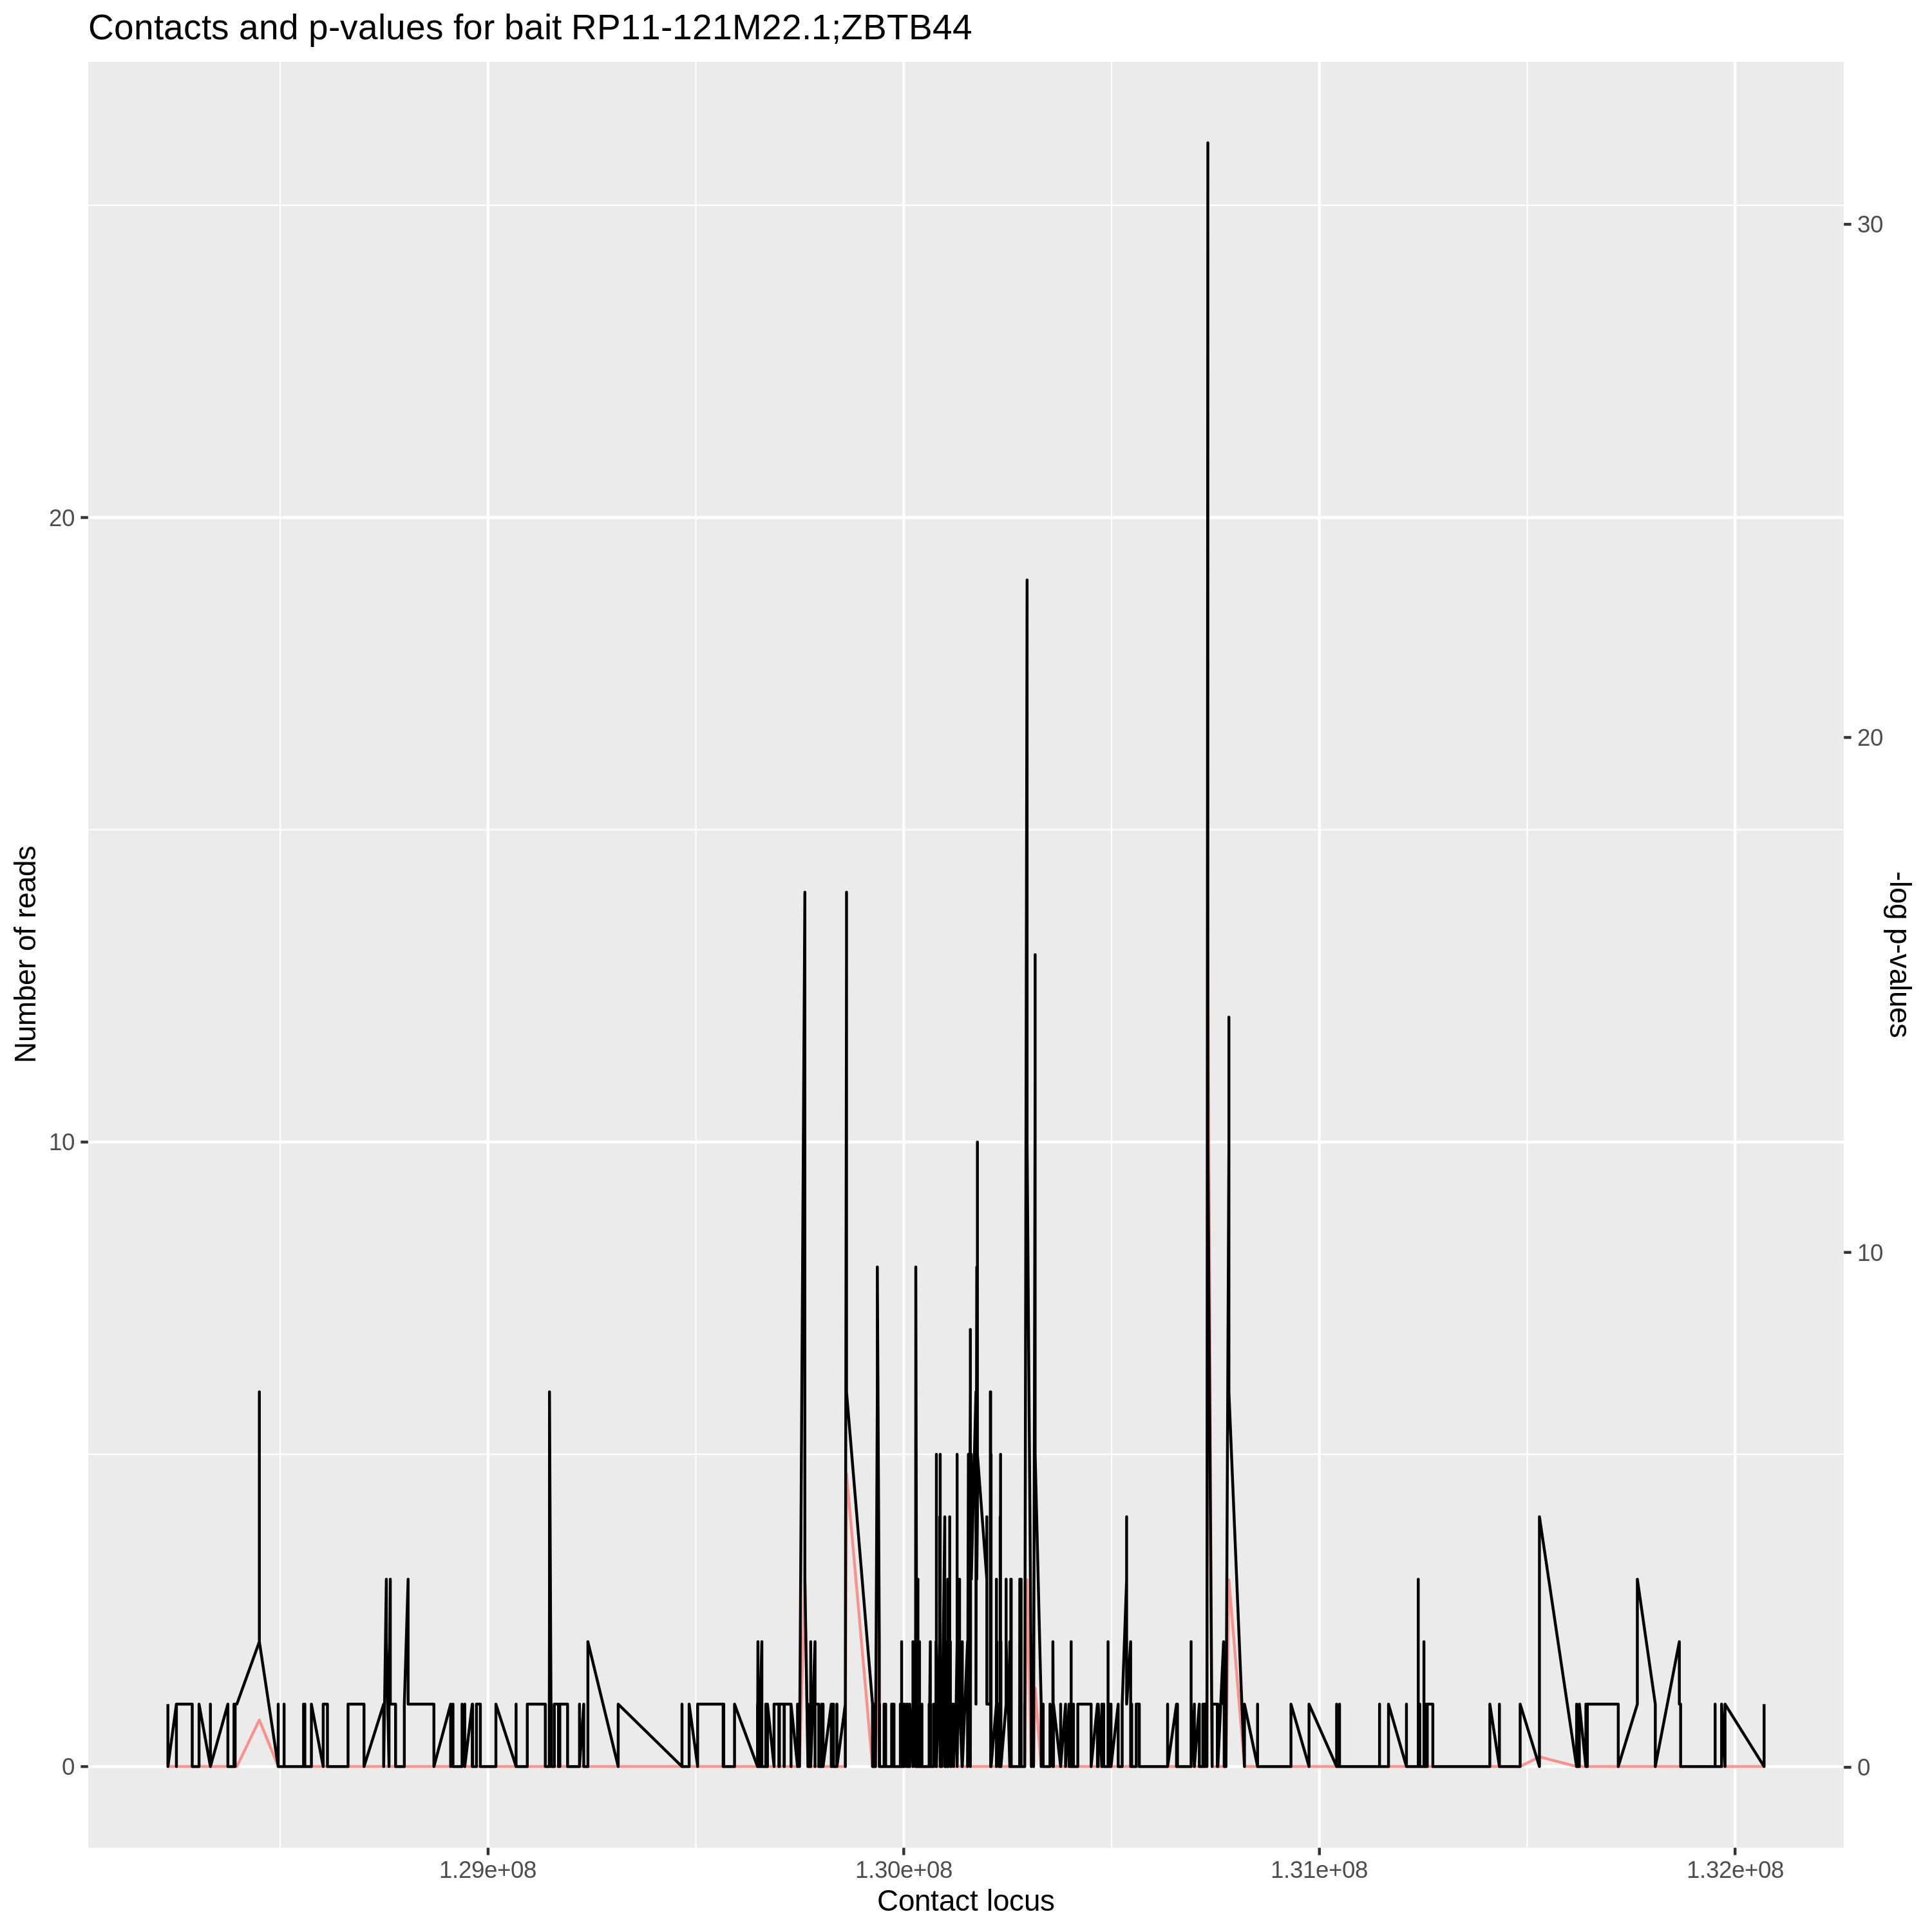 Contacts and p-values for bait RP11-121M22.1;ZBTB44
Number of reads
20
10
0
30
20
10
0
-log p-values
1.29e+08
1.30e+08
1.31e+08
1.32e+08
Contact locus